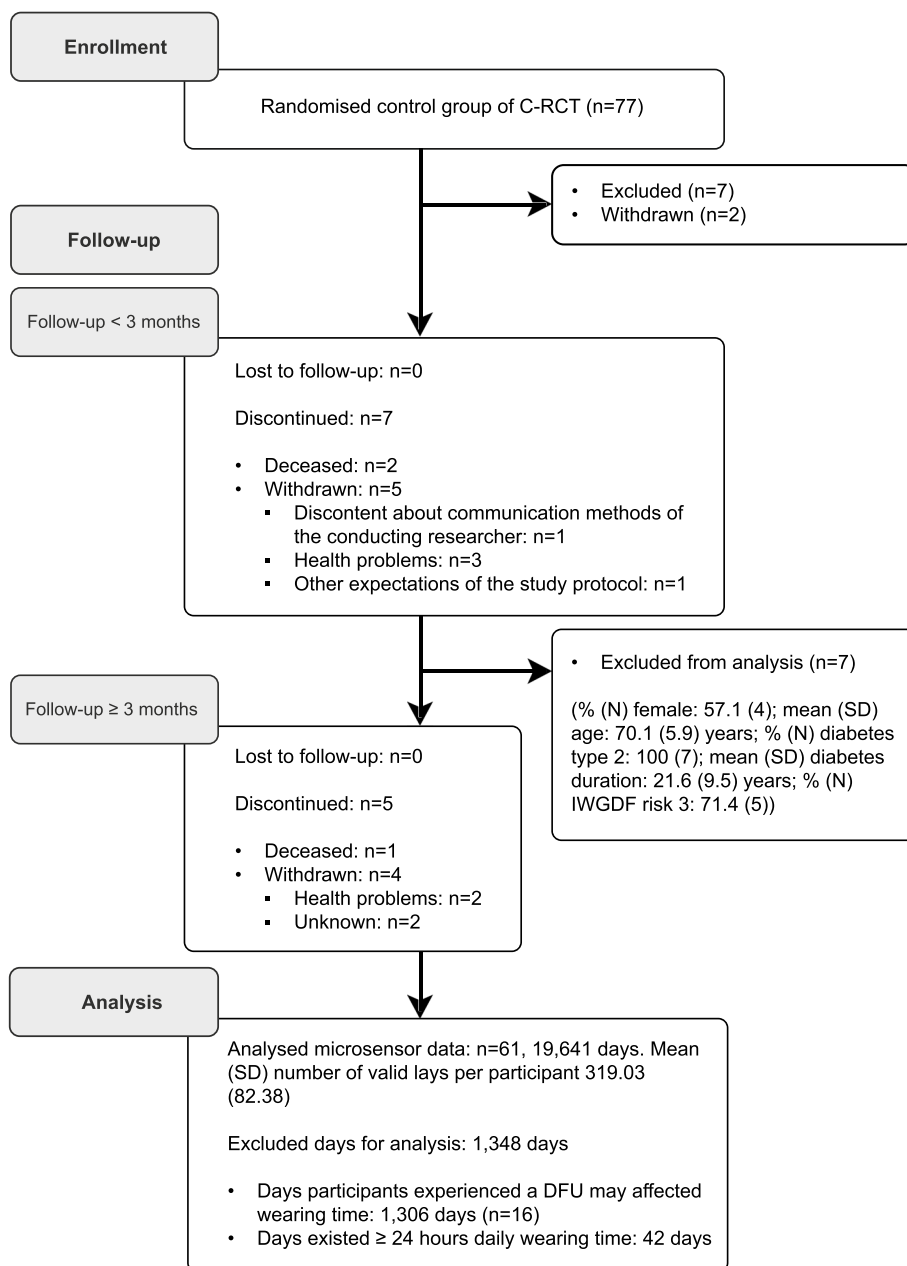 Enrollment
Randomised control group of C-RCT (n=77)
• Excluded (n=7)
• Withdrawn (n=2)
Follow-up
Follow-up < 3 months
Lost to follow-up: n=0
Discontinued: n=7
• Deceased: n=2
• Withdrawn: n=5
▪ Discontent about communication methods of
the conducting researcher: n=1
▪ Health problems: n=3
▪ Other expectations of the study protocol: n=1
• Excluded from analysis (n=7)
(% (N) female: 57.1 (4); mean (SD)
age: 70.1 (5.9) years; % (N) diabetes
type 2: 100 (7); mean (SD) diabetes
duration: 21.6 (9.5) years; % (N)
IWGDF risk 3: 71.4 (5))
Follow-up ≥ 3 months
Lost to follow-up: n=0
Discontinued: n=5
• Deceased: n=1
• Withdrawn: n=4
▪ Health problems: n=2
▪ Unknown: n=2
Analysis
Analysed microsensor data: n=61, 19,641 days. Mean
(SD) number of valid lays per participant 319.03
(82.38)
Excluded days for analysis: 1,348 days
• Days participants experienced a DFU may affected
wearing time: 1,306 days (n=16)
• Days existed ≥ 24 hours daily wearing time: 42 days